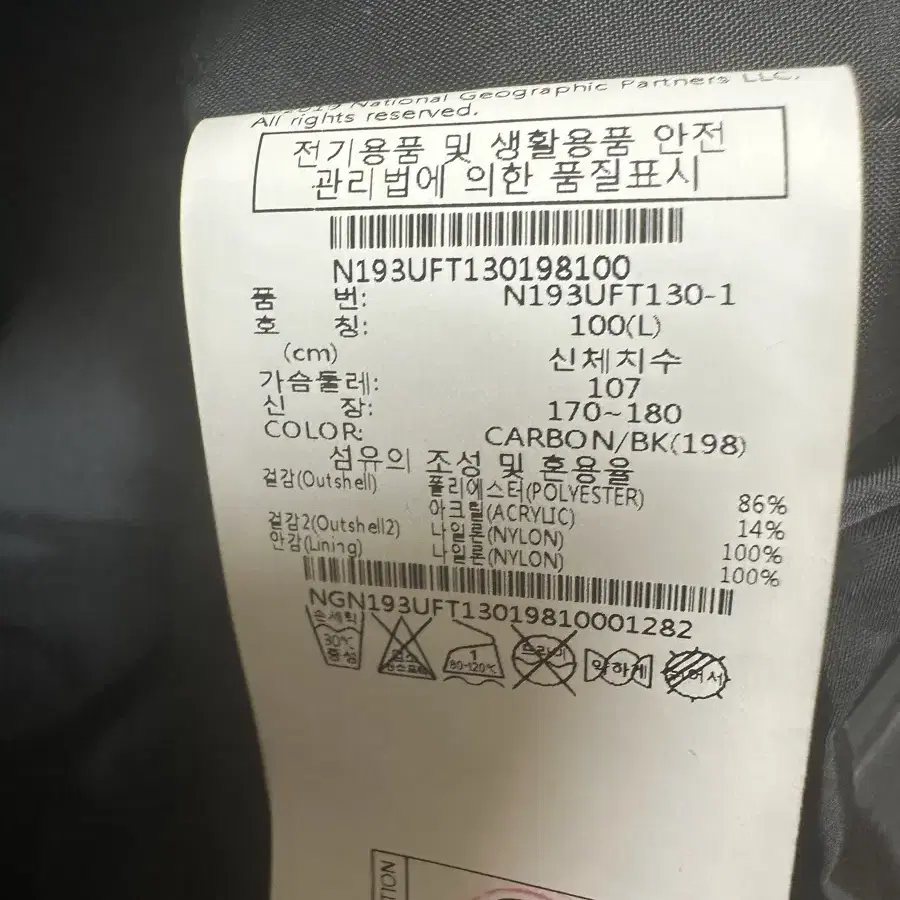 2019 National Geographic Partners LLC.
All rights reserved.
전기용품 및 생활용품 안전
관리법에 의한 품질표시
N193UFT130198100
품 번: N193UFT130-1
호 칭: 100(L)
(cm) 신체치수
가슴둘레: 107
신 장: 170~180
COLOR: CARBON/BK(198)
섬유의 조성 및 혼용율
겉감(Outshell) 폴리에스터(POLYESTER) 86%
아크릴(ACRYLIC) 14%
겉감2(Outshell2) 나일론(NYLON) 100%
안감(Lining) 나일론(NYLON) 100%
NGN193UFT13019810001282
손세탁 30℃ 중성
1 80-120℃
드라이
약하게
TION